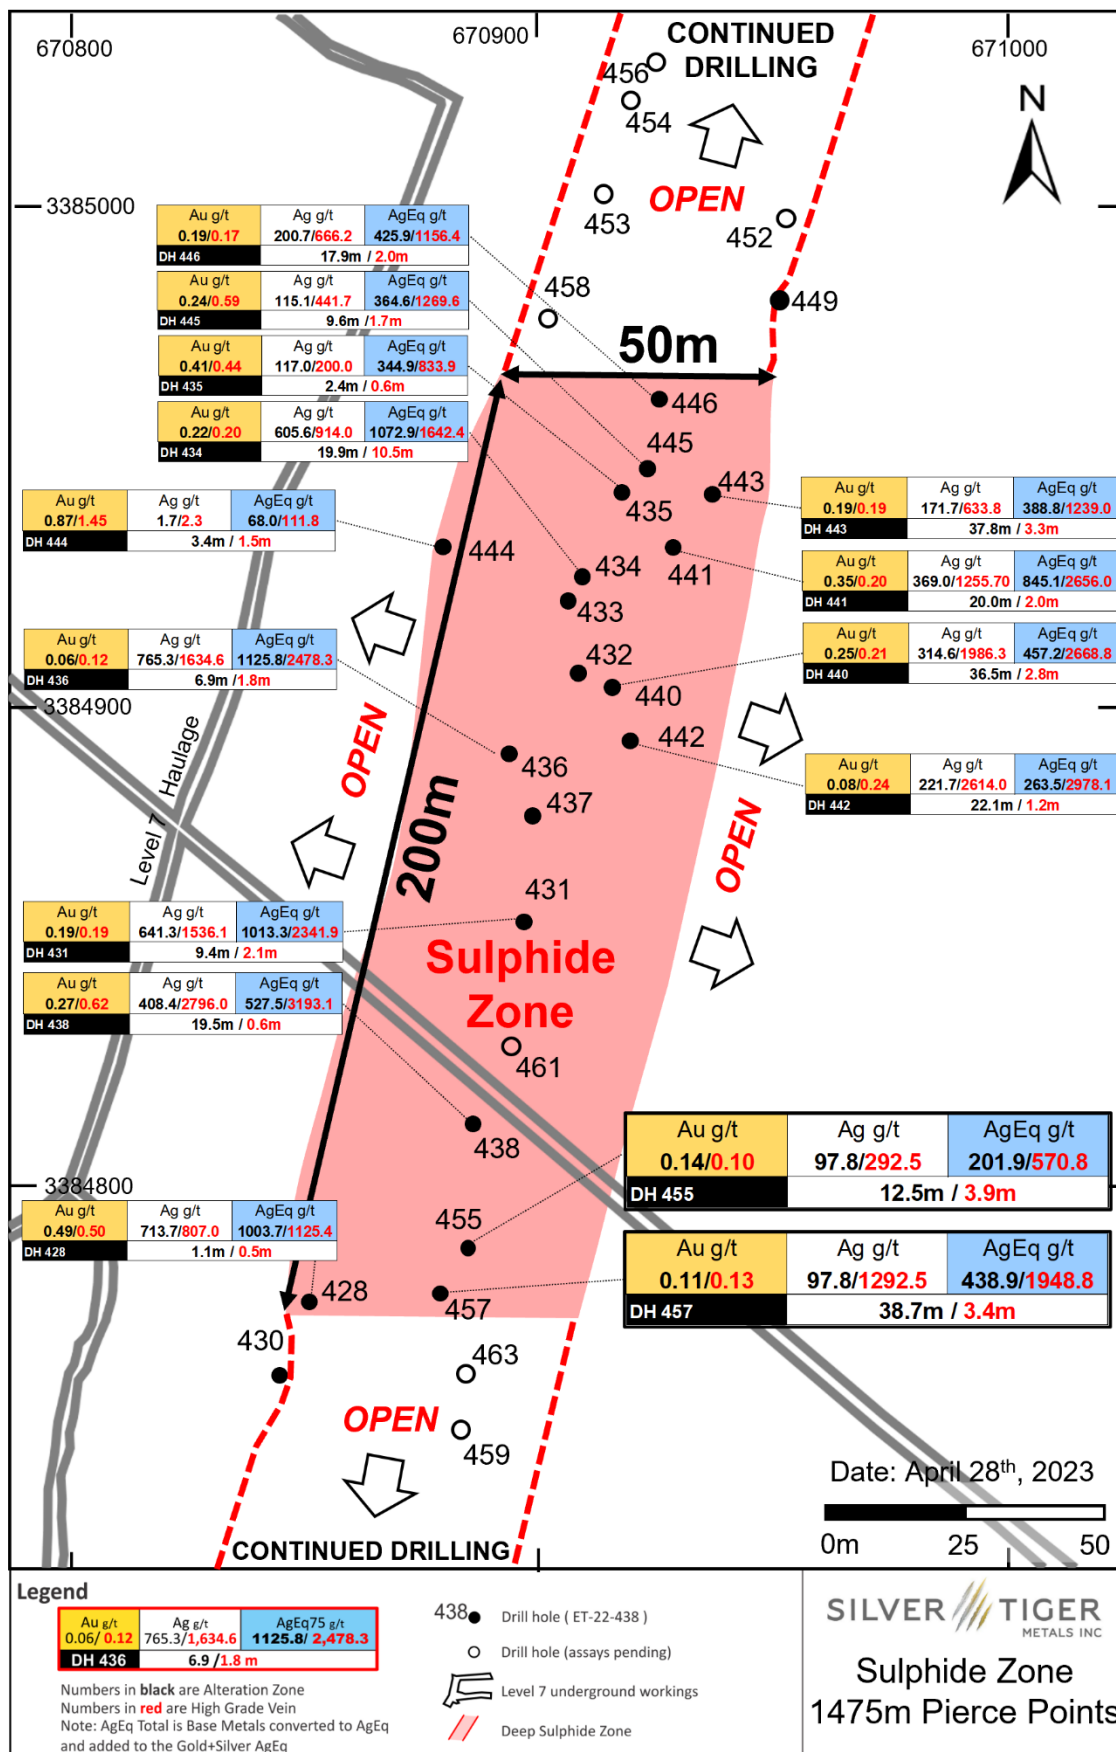 670800
670900
671000
CONTINUED
DRILLING
N
456
454
453
OPEN
452
458
449
3385000
50m
Au g/t Ag g/t AgEq g/t
0.19/0.17 200.7/666.2 425.9/1156.4
DH 446 17.9m / 2.0m
Au g/t Ag g/t AgEq g/t
0.24/0.59 115.1/441.7 364.6/1269.6
DH 445 9.6m /1.7m
Au g/t Ag g/t AgEq g/t
0.41/0.44 117.0/200.0 344.9/833.9
DH 435 2.4m / 0.6m
Au g/t Ag g/t AgEq g/t
0.22/0.20 605.6/914.0 1072.9/1642.4
DH 434 19.9m / 10.5m
446
445
443
435
Au g/t Ag g/t AgEq g/t
0.19/0.19 171.7/633.8 388.8/1239.0
DH 443 37.8m / 3.3m
Au g/t Ag g/t AgEq g/t
0.87/1.45 1.7/2.3 68.0/111.8
DH 444 3.4m / 1.5m
444
434
441
433
Au g/t Ag g/t AgEq g/t
0.35/0.20 369.0/1255.70 845.1/2656.0
DH 441 20.0m / 2.0m
Au g/t Ag g/t AgEq g/t
0.06/0.12 765.3/1634.6 1125.8/2478.3
DH 436 6.9m /1.8m
432
440
Au g/t Ag g/t AgEq g/t
0.25/0.21 314.6/1986.3 457.2/2668.8
DH 440 36.5m / 2.8m
3384900
442
436
Au g/t Ag g/t AgEq g/t
0.08/0.24 221.7/2614.0 263.5/2978.1
DH 442 22.1m / 1.2m
OPEN
Level 7 Haulage
437
200m
OPEN
431
Au g/t Ag g/t AgEq g/t
0.19/0.19 641.3/1536.1 1013.3/2341.9
DH 431 9.4m / 2.1m
Sulphide
Zone
Au g/t Ag g/t AgEq g/t
0.27/0.62 408.4/2796.0 527.5/3193.1
DH 438 19.5m / 0.6m
461
438
Au g/t Ag g/t AgEq g/t
0.14/0.10 97.8/292.5 201.9/570.8
DH 455 12.5m / 3.9m
3384800
Au g/t Ag g/t AgEq g/t
0.49/0.50 713.7/807.0 1003.7/1125.4
DH 428 1.1m / 0.5m
455
428
457
Au g/t Ag g/t AgEq g/t
0.11/0.13 97.8/1292.5 438.9/1948.8
DH 457 38.7m / 3.4m
430
463
OPEN
459
CONTINUED DRILLING
Date: April 28th, 2023
0m 25 50
Legend
Au g/t Ag g/t AgEq75 g/t
0.06/ 0.12 765.3/1,634.6 1125.8/ 2,478.3
DH 436 6.9 /1.8 m
Numbers in black are Alteration Zone
Numbers in red are High Grade Vein
Note: AgEq Total is Base Metals converted to AgEq
and added to the Gold+Silver AgEq
438 Drill hole ( ET-22-438 )
Drill hole (assays pending)
Level 7 underground workings
Deep Sulphide Zone
SILVER TIGER
METALS INC
Sulphide Zone
1475m Pierce Points